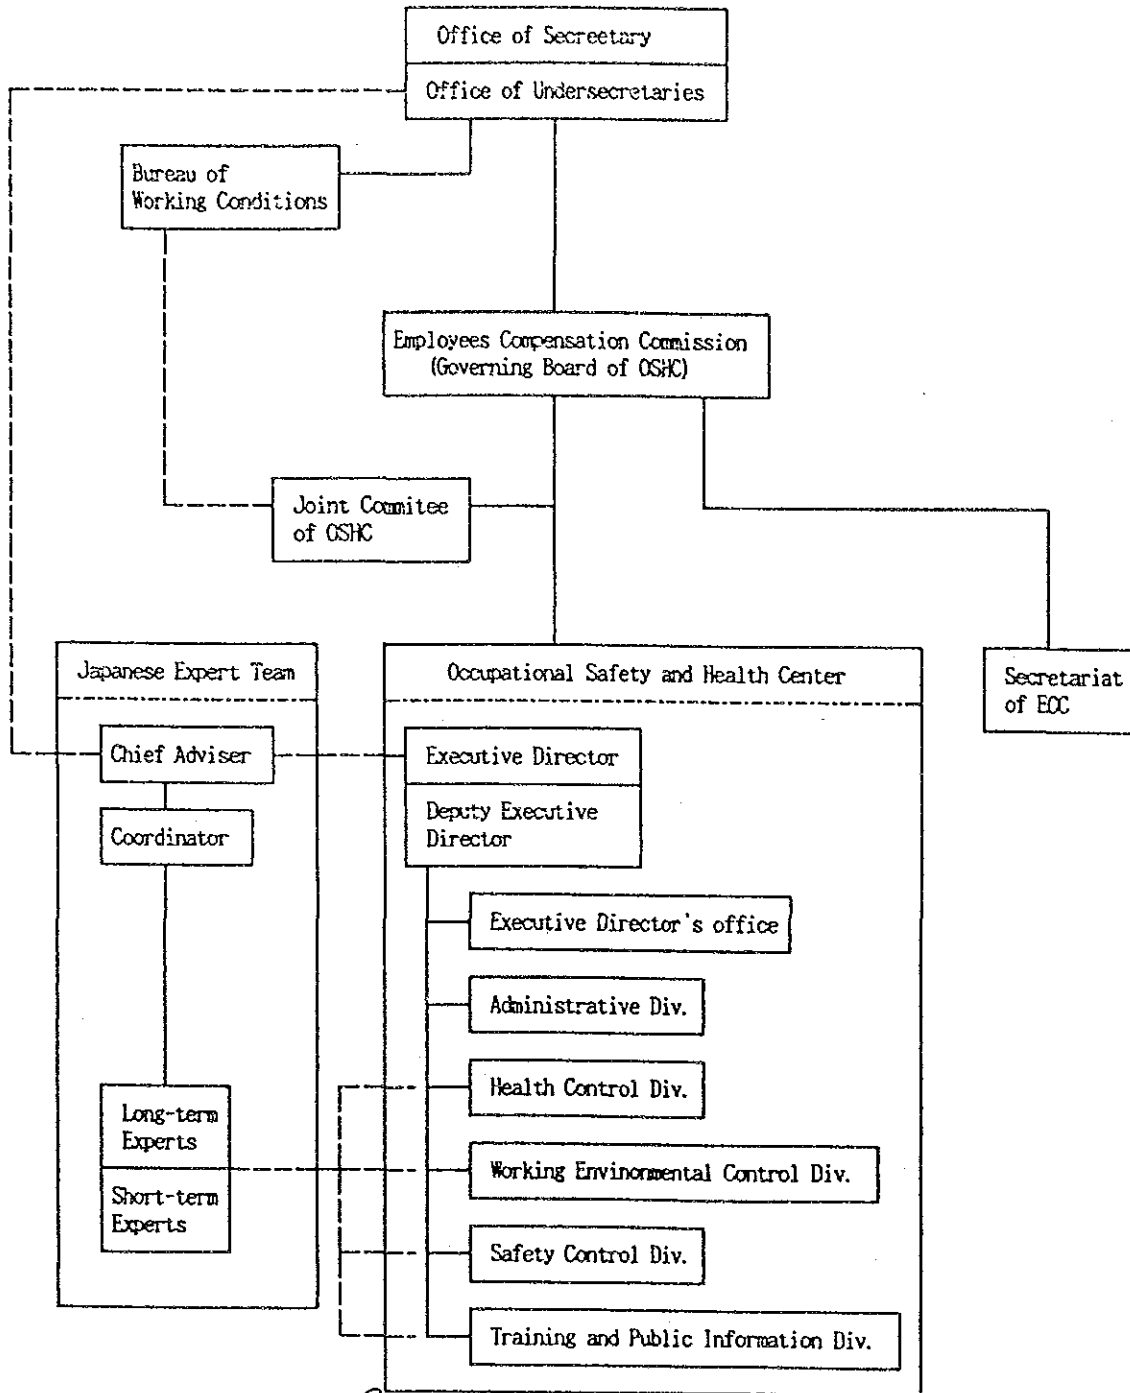 Office of Secreetary
Office of Undersecretaries
Bureau of
Working Conditions
Employees Compensation Commission
(Governing Board of OSHC)
Joint Commitee
of OSHC
Japanese Expert Team
Occupational Safety and Health Center
Secretariat
of ECC
Chief Adviser
Executive Director
Deputy Executive
Director
Coordinator
Executive Director's office
Administrative Div.
Health Control Div.
Long-term
Experts
Working Envinonmental Control Div.
Short-term
Experts
Safety Control Div.
Training and Public Information Div.